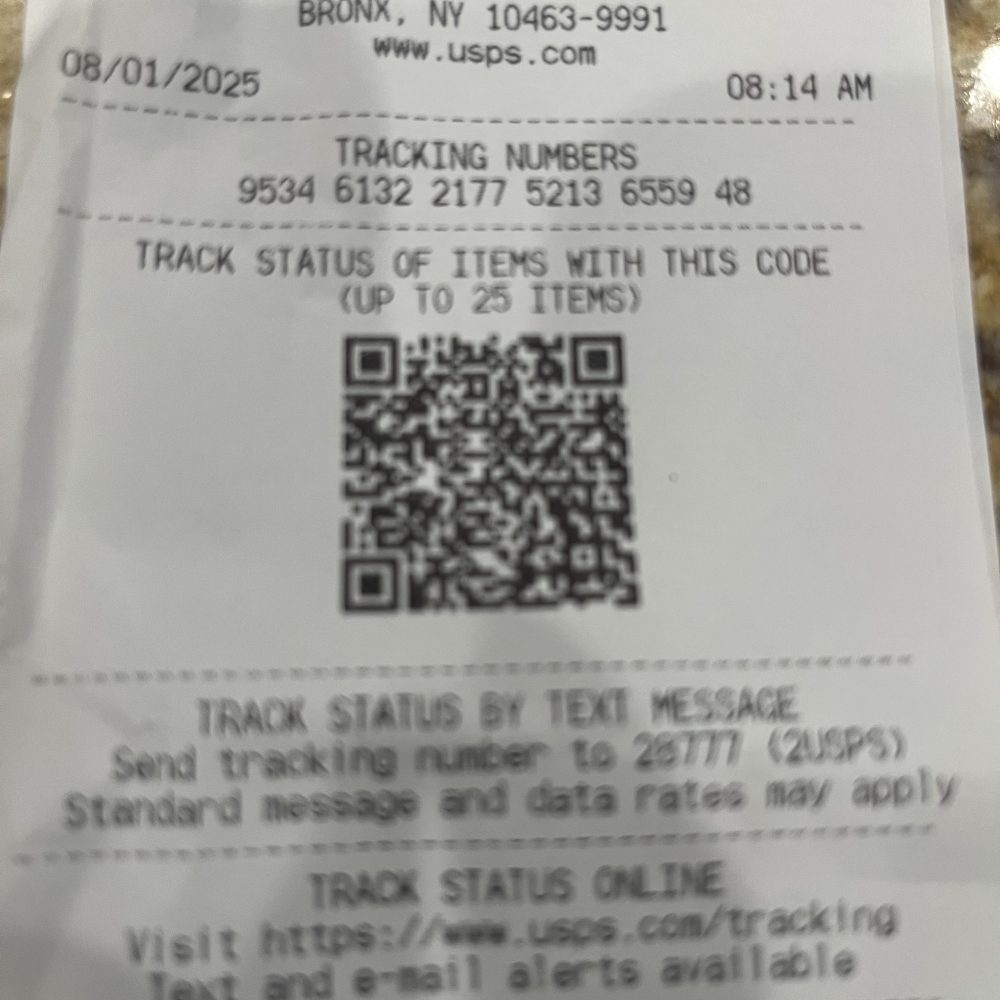 BRONX, NY 10463-9991
www.usps.com
08/01/2025 08:14 AM
TRACKING NUMBERS
9534 6132 2177 5213 6559 48
TRACK STATUS OF ITEMS WITH THIS CODE
(UP TO 25 ITEMS)
TRACK STATUS BY TEXT MESSAGE
Send tracking number to 28777 (2USPS)
Standard message and data rates may apply
TRACK STATUS ONLINE
Visit https://www.usps.com/tracking
Text and e-mail alerts available